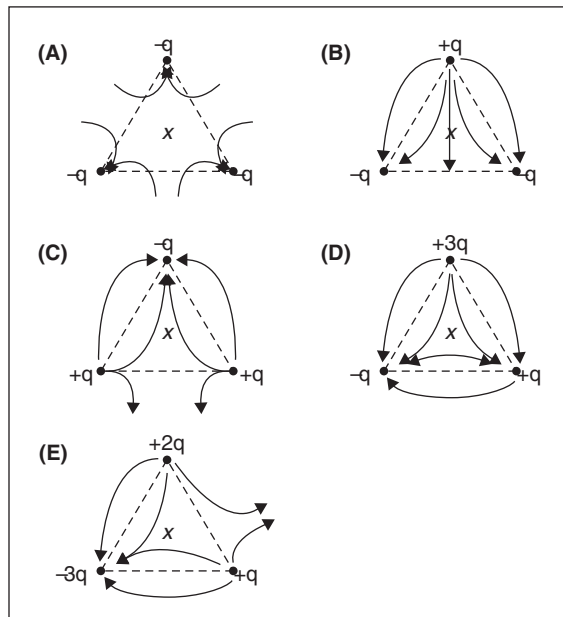 (A) −q
x
−q −q
(B) +q
x
−q −q
(C) −q
x
+q +q
(D) +3q
x
−q +q
(E) +2q
x
−3q +q